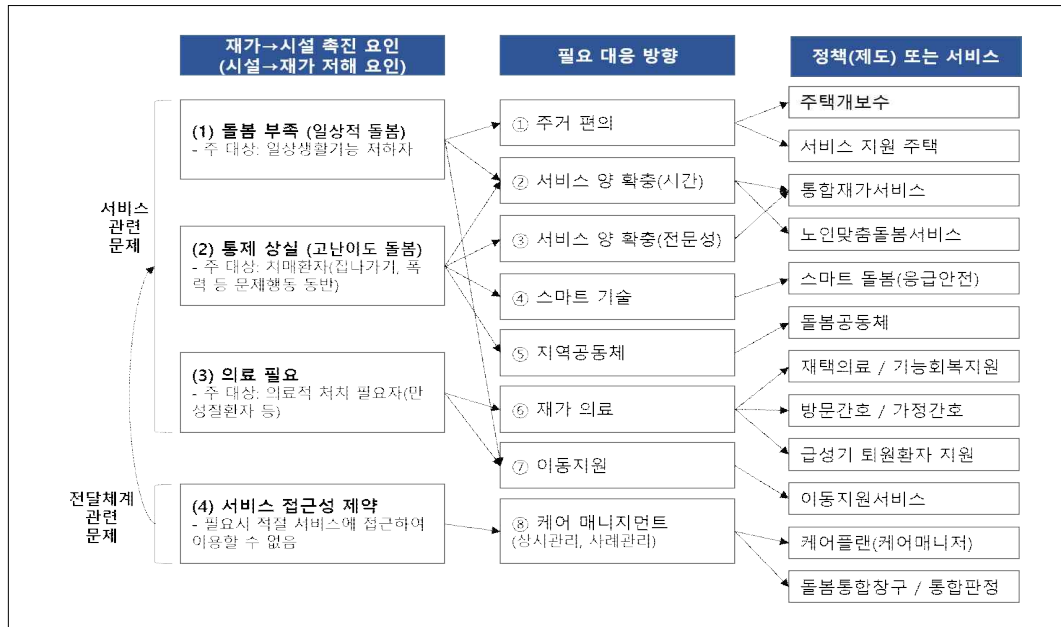 재가→시설 촉진 요인
(시설→재가 저해 요인)
필요 대응 방향
정책(제도) 또는 서비스
서비스
관련
문제
(1) 돌봄 부족 (일상적 돌봄)
- 주 대상: 일상생활기능 저하자
(2) 통제 상실 (고난이도 돌봄)
- 주 대상: 치매환자(집나가기, 폭
력 등 문제행동 동반)
(3) 의료 필요
- 주 대상: 의료적 처치 필요자(만
성질환자 등)
전달체계
관련
문제
(4) 서비스 접근성 제약
- 필요시 적절 서비스에 접근하여
이용할 수 없음
① 주거 편의
② 서비스 양 확충(시간)
③ 서비스 양 확충(전문성)
④ 스마트 기술
⑤ 지역공동체
⑥ 재가 의료
⑦ 이동지원
⑧ 케어 매니지먼트
(상시관리, 사례관리)
주택개보수
서비스 지원 주택
통합재가서비스
노인맞춤돌봄서비스
스마트 돌봄(응급안전)
돌봄공동체
재택의료 / 기능회복지원
방문간호 / 가정간호
급성기 퇴원환자 지원
이동지원서비스
케어플랜(케어매니저)
돌봄통합창구 / 통합판정